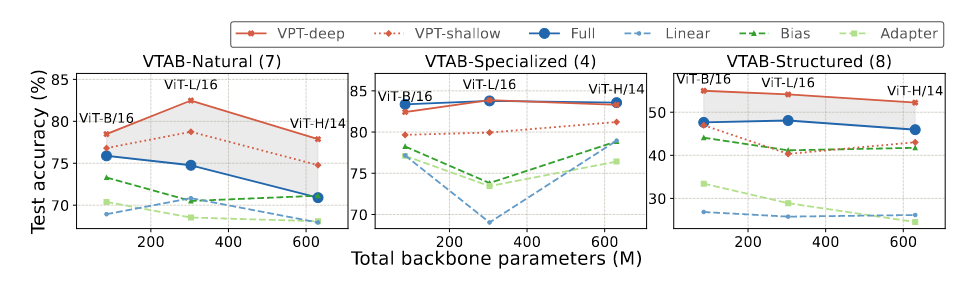 VPT-deep VPT-shallow Full Linear Bias Adapter
VTAB-Natural (7) VTAB-Specialized (4) VTAB-Structured (8)
Test accuracy (%)
85
80
75
70
ViT-B/16
ViT-L/16
ViT-H/14
200 400 600
85
80
75
70
ViT-B/16
ViT-L/16
ViT-H/14
200 400 600
50
40
30
ViT-B/16
ViT-L/16
ViT-H/14
200 400 600
Total backbone parameters (M)